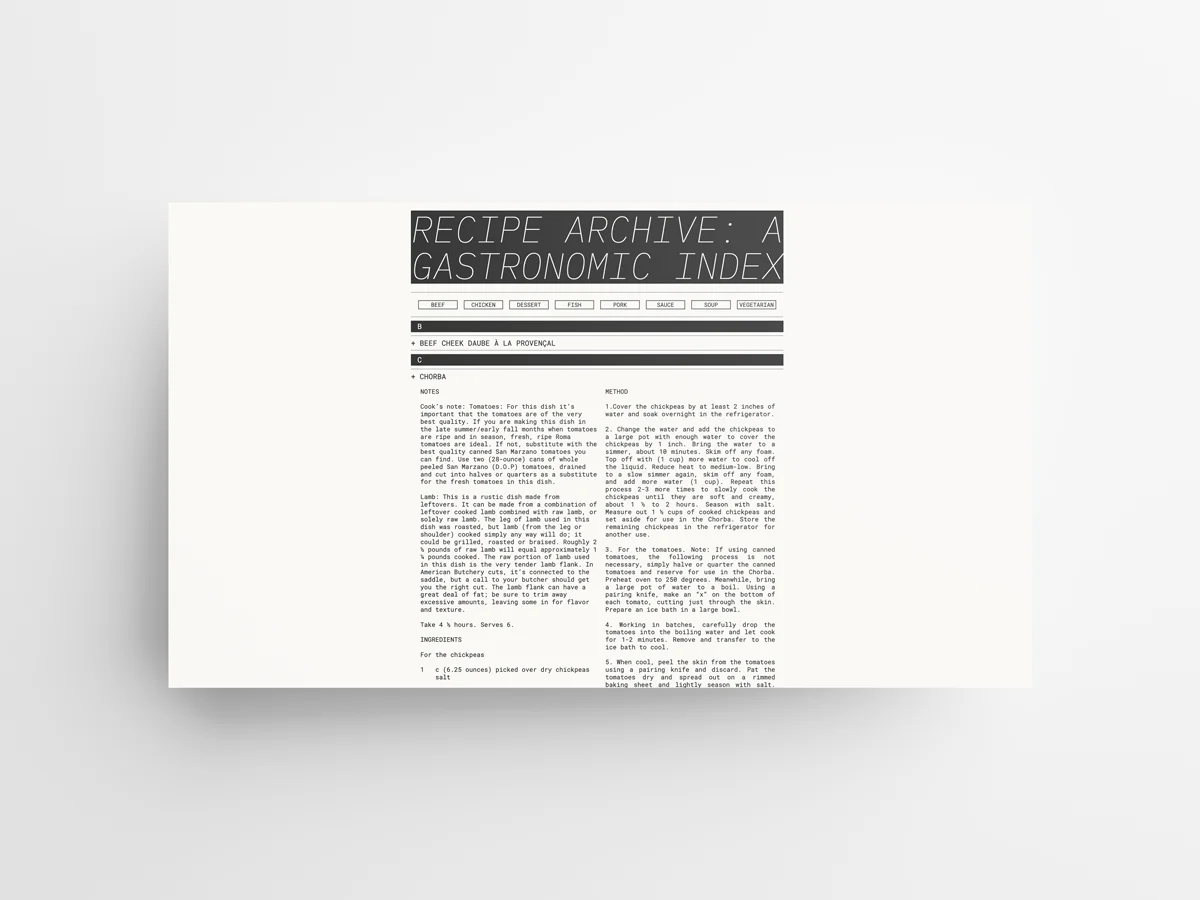 RECIPE ARCHIVE: A
GASTRONOMIC INDEX
BEEF
CHICKEN
DESSERT
FISH
PORK
SAUCE
SOUP
VEGETARIAN
B
+ BEEF CHEEK DAUBE À LA PROVENÇAL
C
+ CHORBA
NOTES
Cook's note: Tomatoes: For this dish it's
important that the tomatoes are of the very
best quality. If you are making this dish in
the late summer/early fall months when tomatoes
are ripe and in season, fresh, ripe Roma
tomatoes are ideal. If not, substitute with the
best quality canned San Marzano tomatoes you
can find. Use two (28-ounce) cans of whole
peeled San Marzano (D.O.P) tomatoes, drained
and cut into halves or quarters as a substitute
for the fresh tomatoes in this dish.
Lamb: This is a rustic dish made from
leftovers. It can be made from a combination of
leftover cooked lamb combined with raw lamb, or
solely raw lamb. The leg of lamb used in this
dish was roasted, but lamb (from the leg or
shoulder) cooked simply any way will do; it
could be grilled, roasted or braised. Roughly 2
pounds of raw lamb will equal approximately 1
pounds cooked. The raw portion of lamb used
in this dish is the very tender lamb flank. In
American Butchery cuts, it's connected to the
saddle, but a call to your butcher should get
you the right cut. The lamb flank can have a
great deal of fat; be sure to trim away
excessive amounts, leaving some in for flavor
and texture.
Take 4 ½ hours. Serves 6.
INGREDIENTS
For the chickpeas
1 c (6.25 ounces) picked over dry chickpeas
salt
METHOD
1.Cover the chickpeas by at least 2 inches of
water and soak overnight in the refrigerator.
2. Change the water and add the chickpeas to
a large pot with enough water to cover the
chickpeas by 1 inch. Bring the water to a
simmer, about 10 minutes. Skim off any foam.
Top off with (1 cup) more water to cool off
the liquid. Reduce heat to medium-low. Bring
to a slow simmer again, skim off any foam,
and add more water (1 cup). Repeat this
process 2-3 more times to slowly cook the
chickpeas until they are soft and creamy,
about 1 ½ to 2 hours. Season with salt.
Measure out 1 ½ cups of cooked chickpeas and
set aside for use in the Chorba. Store the
remaining chickpeas in the refrigerator for
another use.
3. For the tomatoes. Note: If using canned
tomatoes, the following process is not
necessary, simply halve or quarter the canned
tomatoes and reserve for use in the Chorba.
Preheat oven to 250 degrees. Meanwhile, bring
a large pot of water to a boil. Using a
pairing knife, make an "x" on the bottom of
each tomato, cutting just through the skin.
Prepare an ice bath in a large bowl.
4. Working in batches, carefully drop the
tomatoes into the boiling water and let cook
for 1-2 minutes. Remove and transfer to the
ice bath to cool.
5. When cool, peel the skin from the tomatoes
using a pairing knife and discard. Pat the
tomatoes dry and spread out on a rimmed
baking sheet and lightly season with salt.